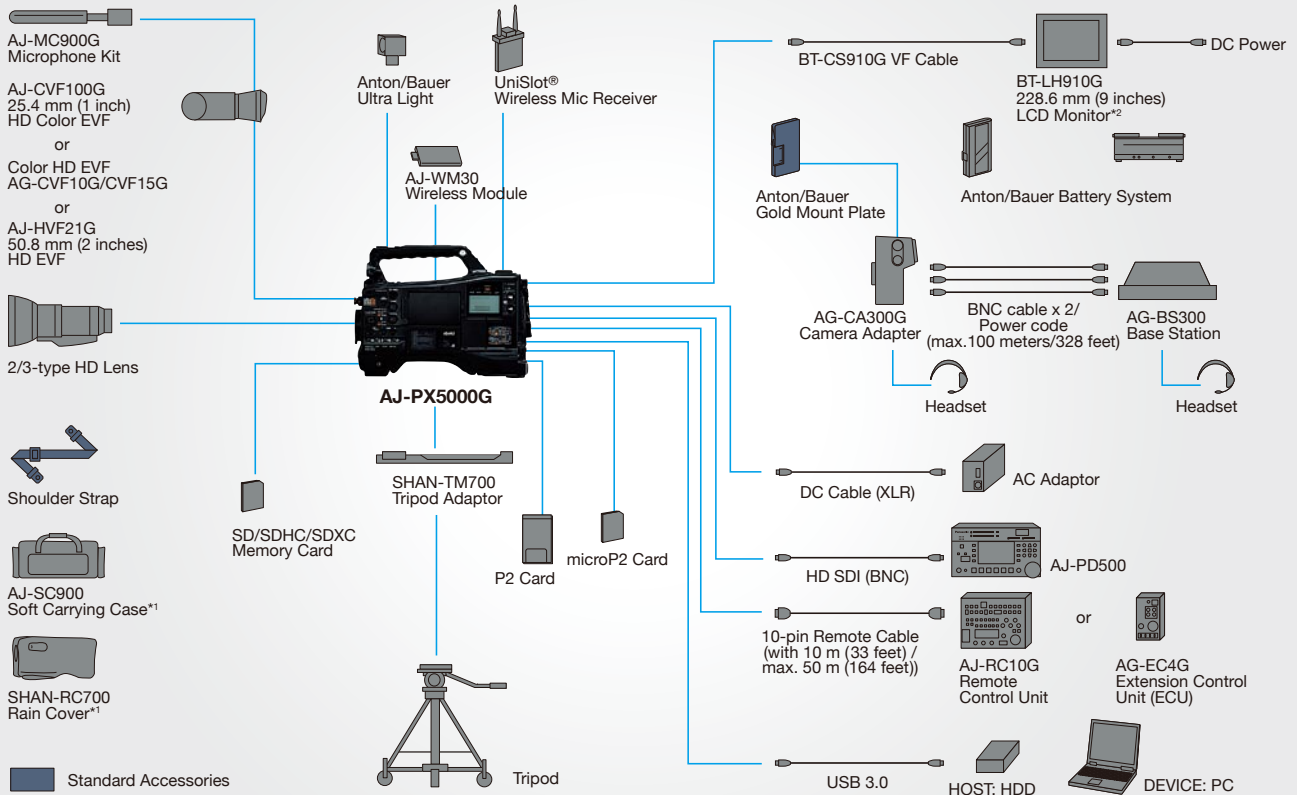 AJ-MC900G
Microphone Kit
AJ-CVF100G
25.4 mm (1 inch)
HD Color EVF
or
Color HD EVF
AG-CVF10G/CVF15G
or
AJ-HVF21G
50.8 mm (2 inches)
HD EVF
2/3-type HD Lens
Shoulder Strap
AJ-SC900
Soft Carrying Case*1
SHAN-RC700
Rain Cover*1
Standard Accessories
Anton/Bauer
Ultra Light
UniSlot®
Wireless Mic Receiver
AJ-WM30
Wireless Module
AJ-PX5000G
SHAN-TM700
Tripod Adaptor
SD/SDHC/SDXC
Memory Card
P2 Card
microP2 Card
Tripod
BT-CS910G VF Cable
BT-LH910G
228.6 mm (9 inches)
LCD Monitor*2
DC Power
Anton/Bauer
Gold Mount Plate
Anton/Bauer Battery System
AG-CA300G
Camera Adapter
BNC cable x 2/
Power code
(max.100 meters/328 feet)
AG-BS300
Base Station
Headset
Headset
DC Cable (XLR)
AC Adaptor
HD SDI (BNC)
AJ-PD500
10-pin Remote Cable
(with 10 m (33 feet) /
max. 50 m (164 feet))
AJ-RC10G
Remote
Control Unit
or
AG-EC4G
Extension Control
Unit (ECU)
USB 3.0
HOST: HDD
DEVICE: PC